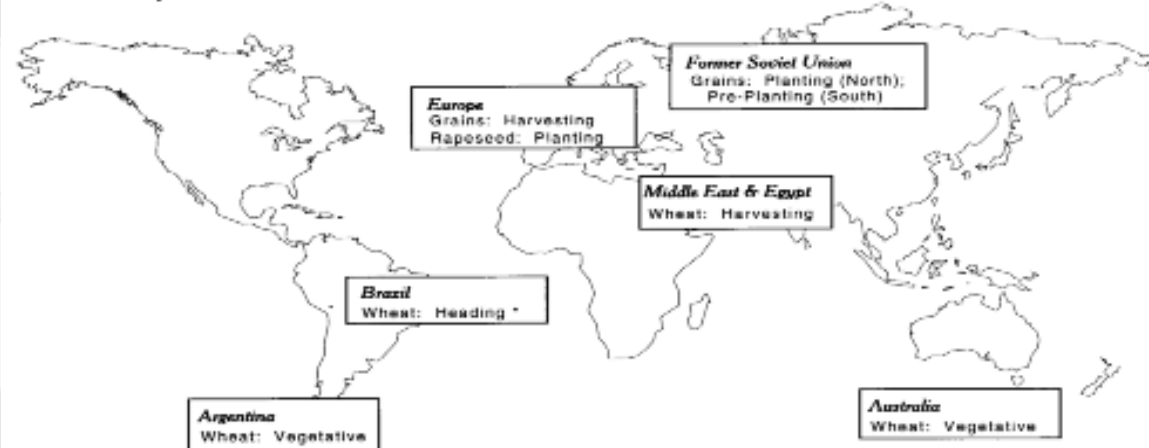 Former Soviet Union
Grains: Planting (North);
Pre-Planting (South)
Europe
Grains: Harvesting
Rapeseed: Planting
Middle East & Egypt
Wheat: Harvesting
Brazil
Wheat: Heading *
Argentina
Wheat: Vegetative
Australia
Wheat: Vegetative